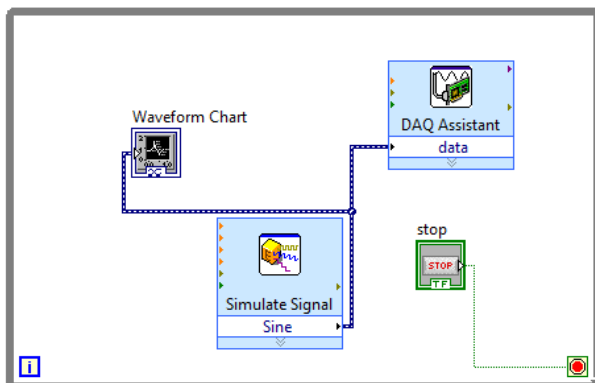 Waveform Chart
DAQ Assistant
data
stop
STOP
TF
Simulate Signal
Sine
i